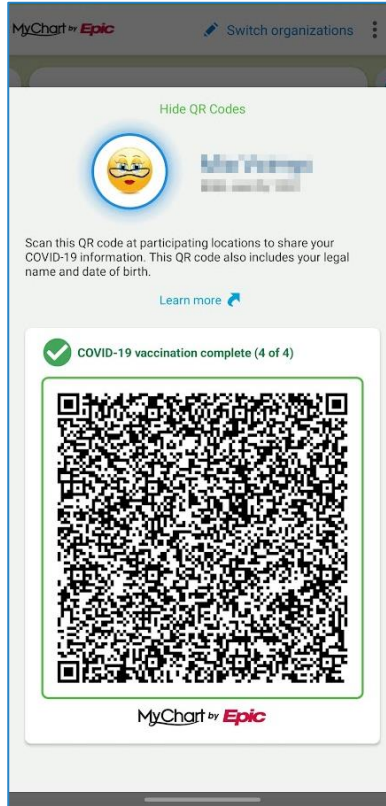 MyChart by Epic
Switch organizations
Hide QR Codes
Scan this QR code at participating locations to share your
COVID-19 information. This QR code also includes your legal
name and date of birth.
Learn more
COVID-19 vaccination complete (4 of 4)
MyChart by Epic